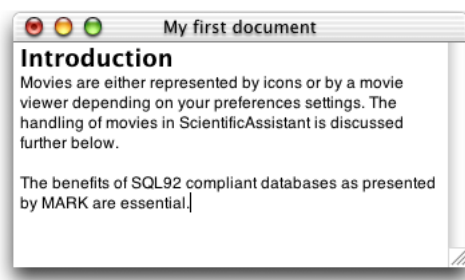 My first document
Introduction
Movies are either represented by icons or by a movie
viewer depending on your preferences settings. The
handling of movies in ScientificAssistant is discussed
further below.
The benefits of SQL92 compliant databases as presented
by MARK are essential.